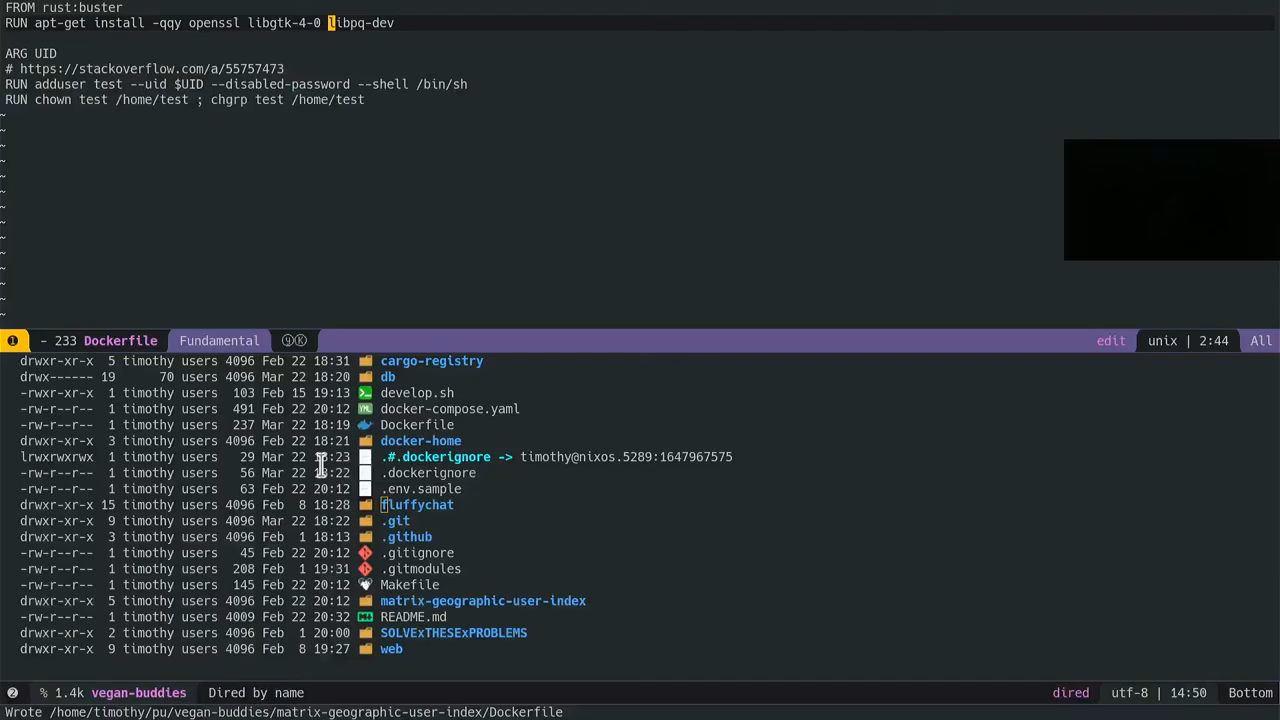 FROM rust:buster
RUN apt-get install -qqy openssl libgtk-4-0 libpq-dev
ARG UID
# https://stackoverflow.com/a/55757473
RUN adduser test --uid $UID --disabled-password --shell /bin/sh
RUN chown test /home/test ; chgrp test /home/test
~
~
~
~
~
~
~
~
~
~
~
~
~
~
❶ - 233 Dockerfile Fundamental ⓎⓀ edit unix | 2:44 All
drwxr-xr-x 5 timothy users 4096 Feb 22 18:31 cargo-registry
drwx------ 19 70 users 4096 Mar 22 18:20 db
-rwxr-xr-x 1 timothy users 103 Feb 15 19:13 develop.sh
-rw-r--r-- 1 timothy users 491 Feb 22 20:12 docker-compose.yaml
-rw-r--r-- 1 timothy users 237 Mar 22 18:19 Dockerfile
drwxr-xr-x 3 timothy users 4096 Feb 22 18:21 docker-home
lrwxrwxrwx 1 timothy users 29 Mar 22 18:23 .#.dockerignore -> timothy@nixos.5289:1647967575
-rw-r--r-- 1 timothy users 56 Mar 22 18:22 .dockerignore
-rw-r--r-- 1 timothy users 63 Feb 22 20:12 .env.sample
drwxr-xr-x 15 timothy users 4096 Feb 8 18:28 fluffychat
drwxr-xr-x 9 timothy users 4096 Mar 22 18:22 .git
drwxr-xr-x 3 timothy users 4096 Feb 1 18:13 .github
-rw-r--r-- 1 timothy users 45 Feb 22 20:12 .gitignore
-rw-r--r-- 1 timothy users 208 Feb 1 19:31 .gitmodules
-rw-r--r-- 1 timothy users 145 Feb 22 20:12 Makefile
drwxr-xr-x 5 timothy users 4096 Feb 22 20:12 matrix-geographic-user-index
-rw-r--r-- 1 timothy users 4009 Feb 22 20:32 README.md
drwxr-xr-x 2 timothy users 4096 Feb 1 20:00 SOLVExTHESExPROBLEMS
drwxr-xr-x 9 timothy users 4096 Feb 8 19:27 web
❷ % 1.4k vegan-buddies Dired by name dired utf-8 | 14:50 Bottom
Wrote /home/timothy/pu/vegan-buddies/matrix-geographic-user-index/Dockerfile